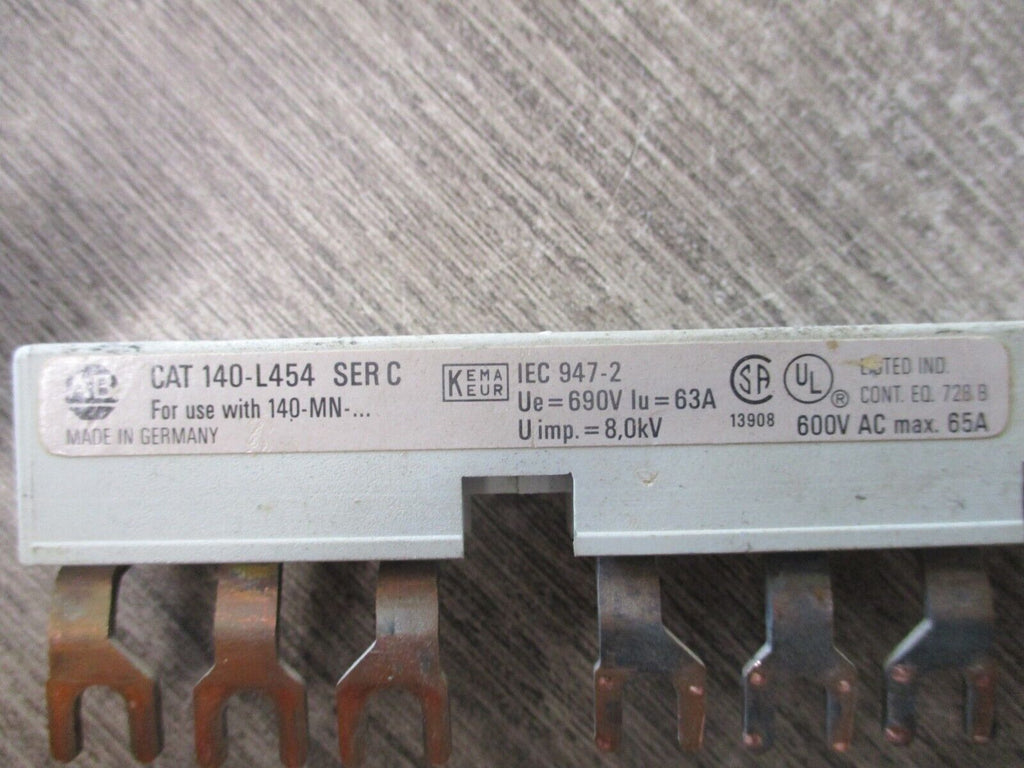 AB
CAT 140-L454 SER C
For use with 140-MN-...
MADE IN GERMANY
KEMA
EUR
IEC 947-2
Ue = 690V Iu = 63A
U imp. = 8,0kV
SA
13908
UL ®
LISTED IND.
CONT. EQ. 728 B
600V AC max. 65A